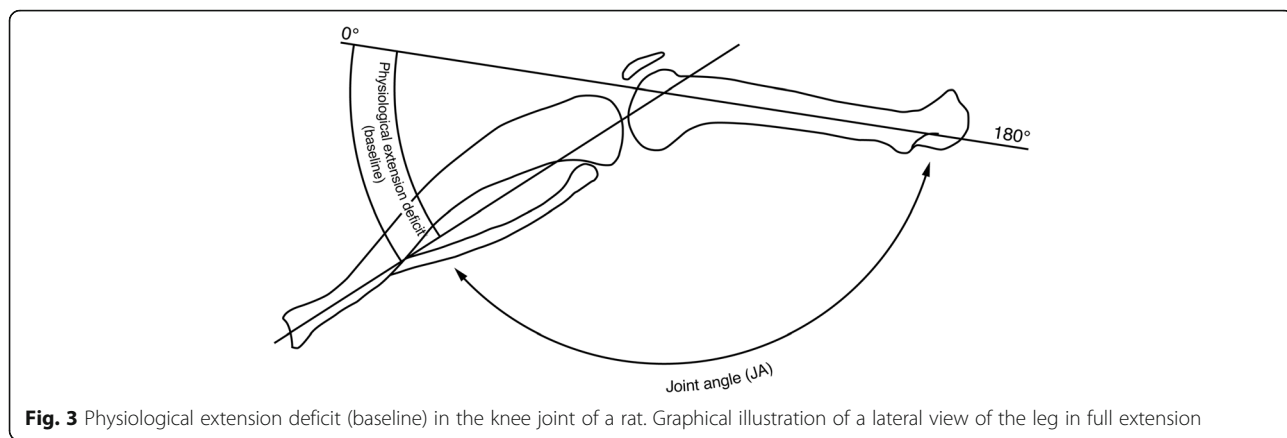 0°
Physiological extension deficit
(baseline)
180°
Joint angle (JA)
Fig. 3 Physiological extension deficit (baseline) in the knee joint of a rat. Graphical illustration of a lateral view of the leg in full extension